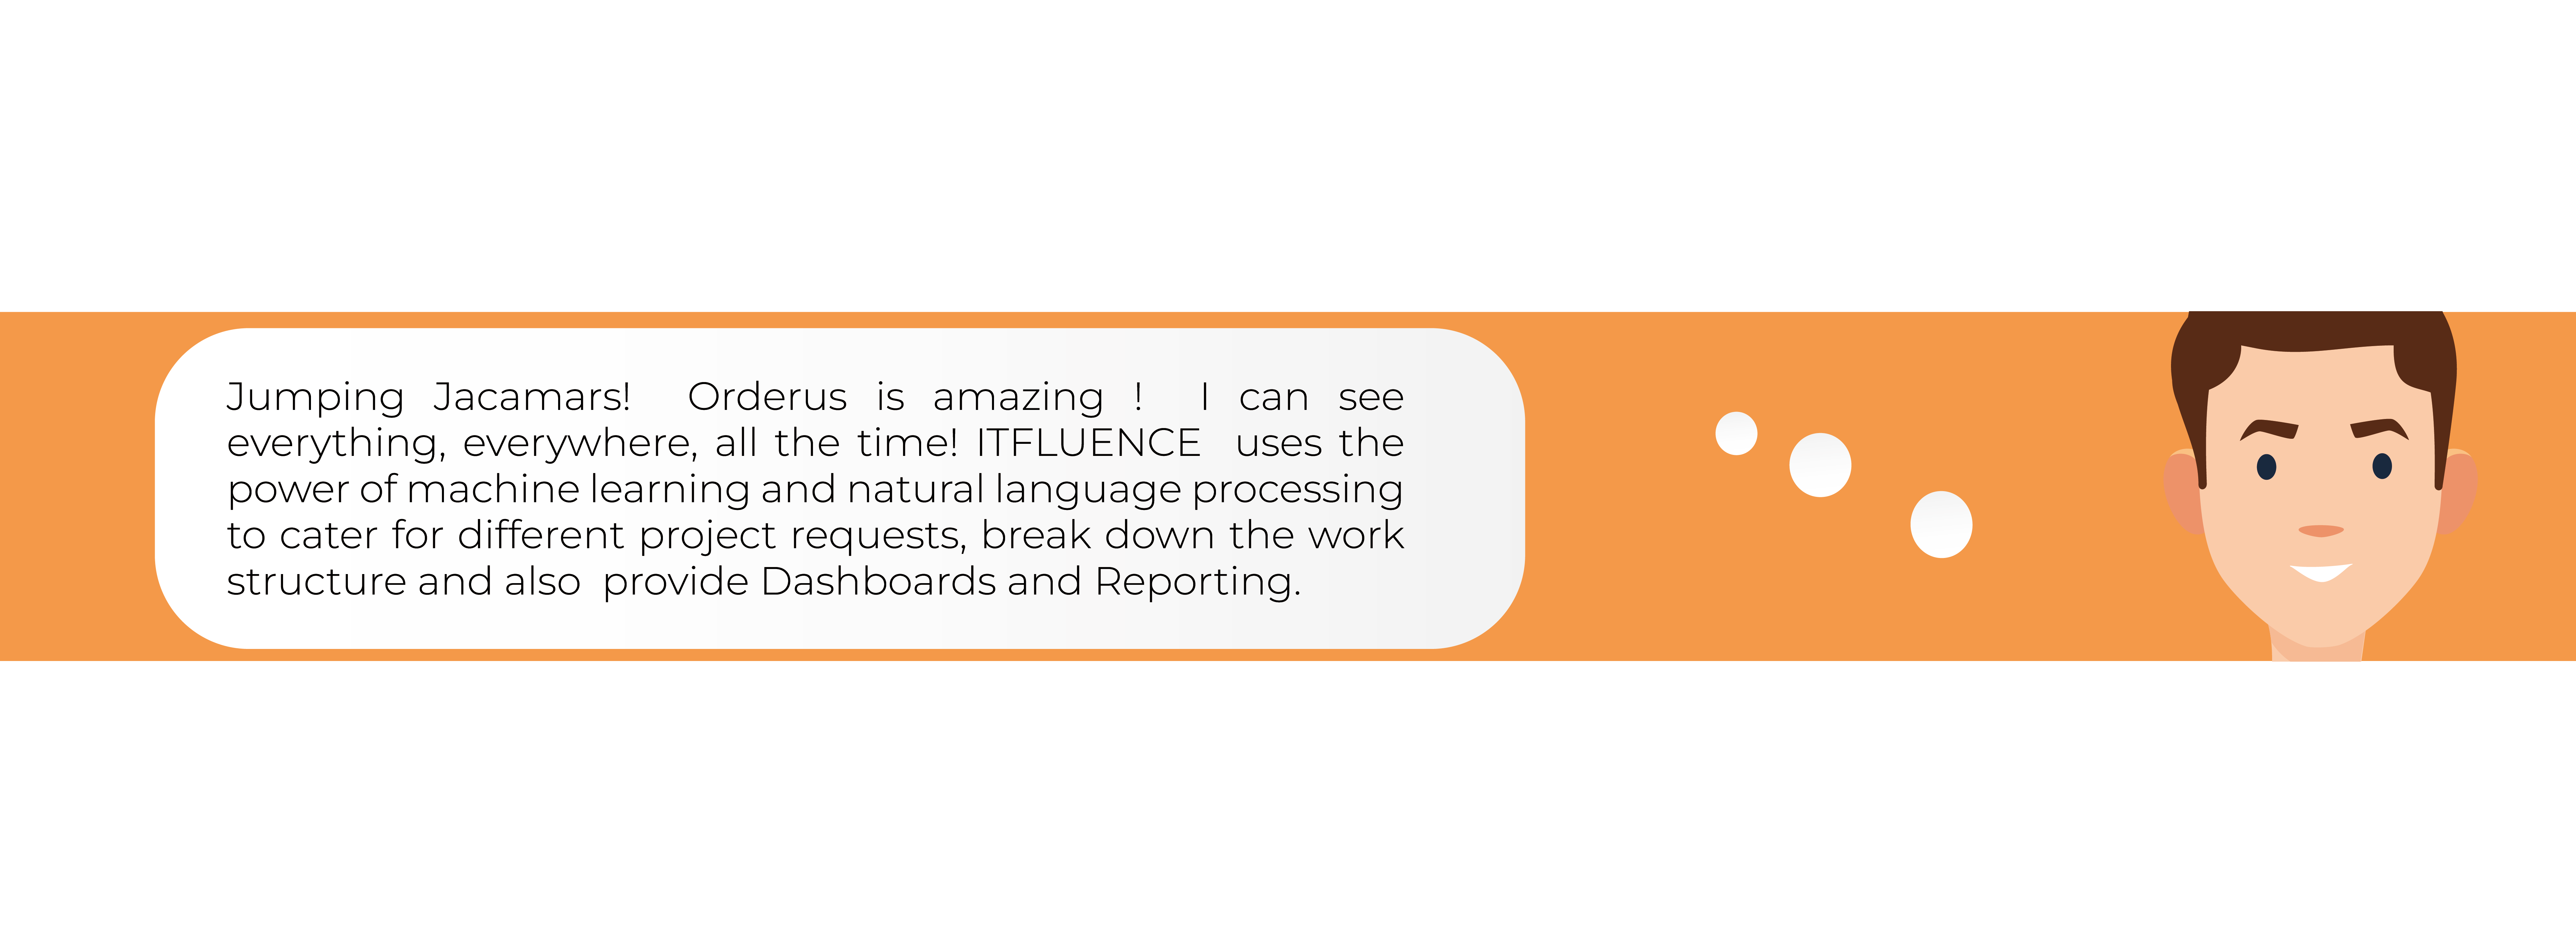 Jumping Jacamars!  Orderus is amazing !  I can see
everything, everywhere, all the time! ITFLUENCE  uses the
power of machine learning and natural language processing
to cater for different project requests, break down the work
structure and also  provide Dashboards and Reporting.